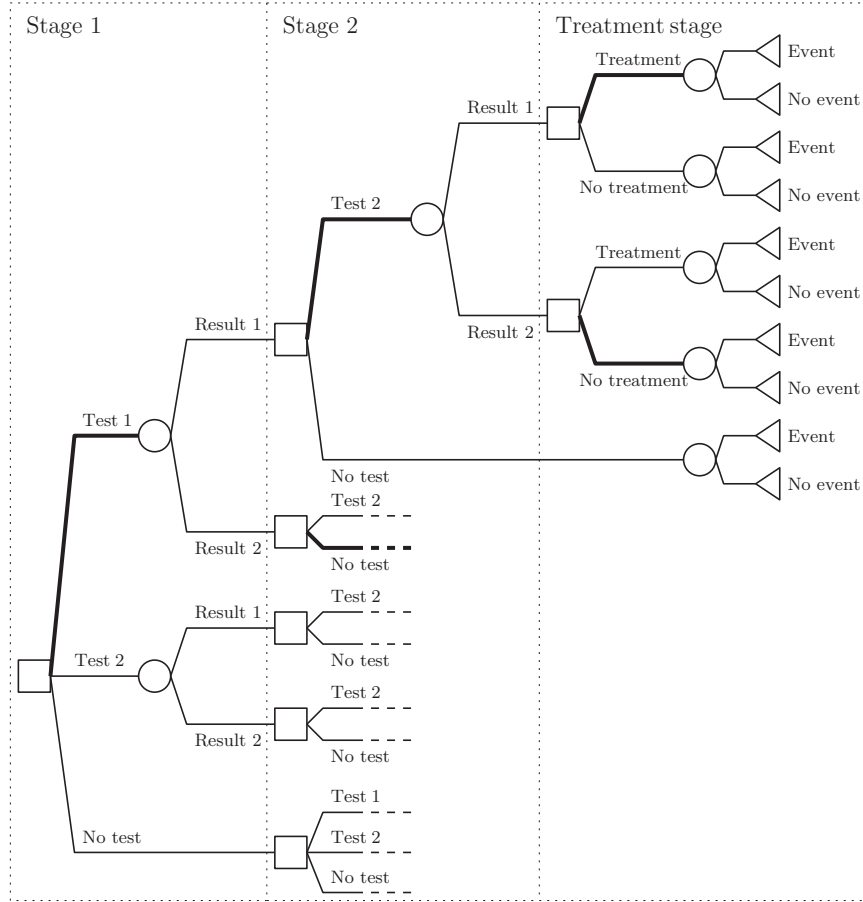 Stage 1
Stage 2
Treatment stage
Treatment
Event
No event
Result 1
Event
No treatment
No event
Test 2
Treatment
Event
No event
Result 1
Result 2
Event
No treatment
No event
Test 1
Event
No test
No event
Test 2
Result 2
No test
Result 1
Test 2
Test 2
No test
Result 2
Test 2
No test
No test
Test 1
Test 2
No test